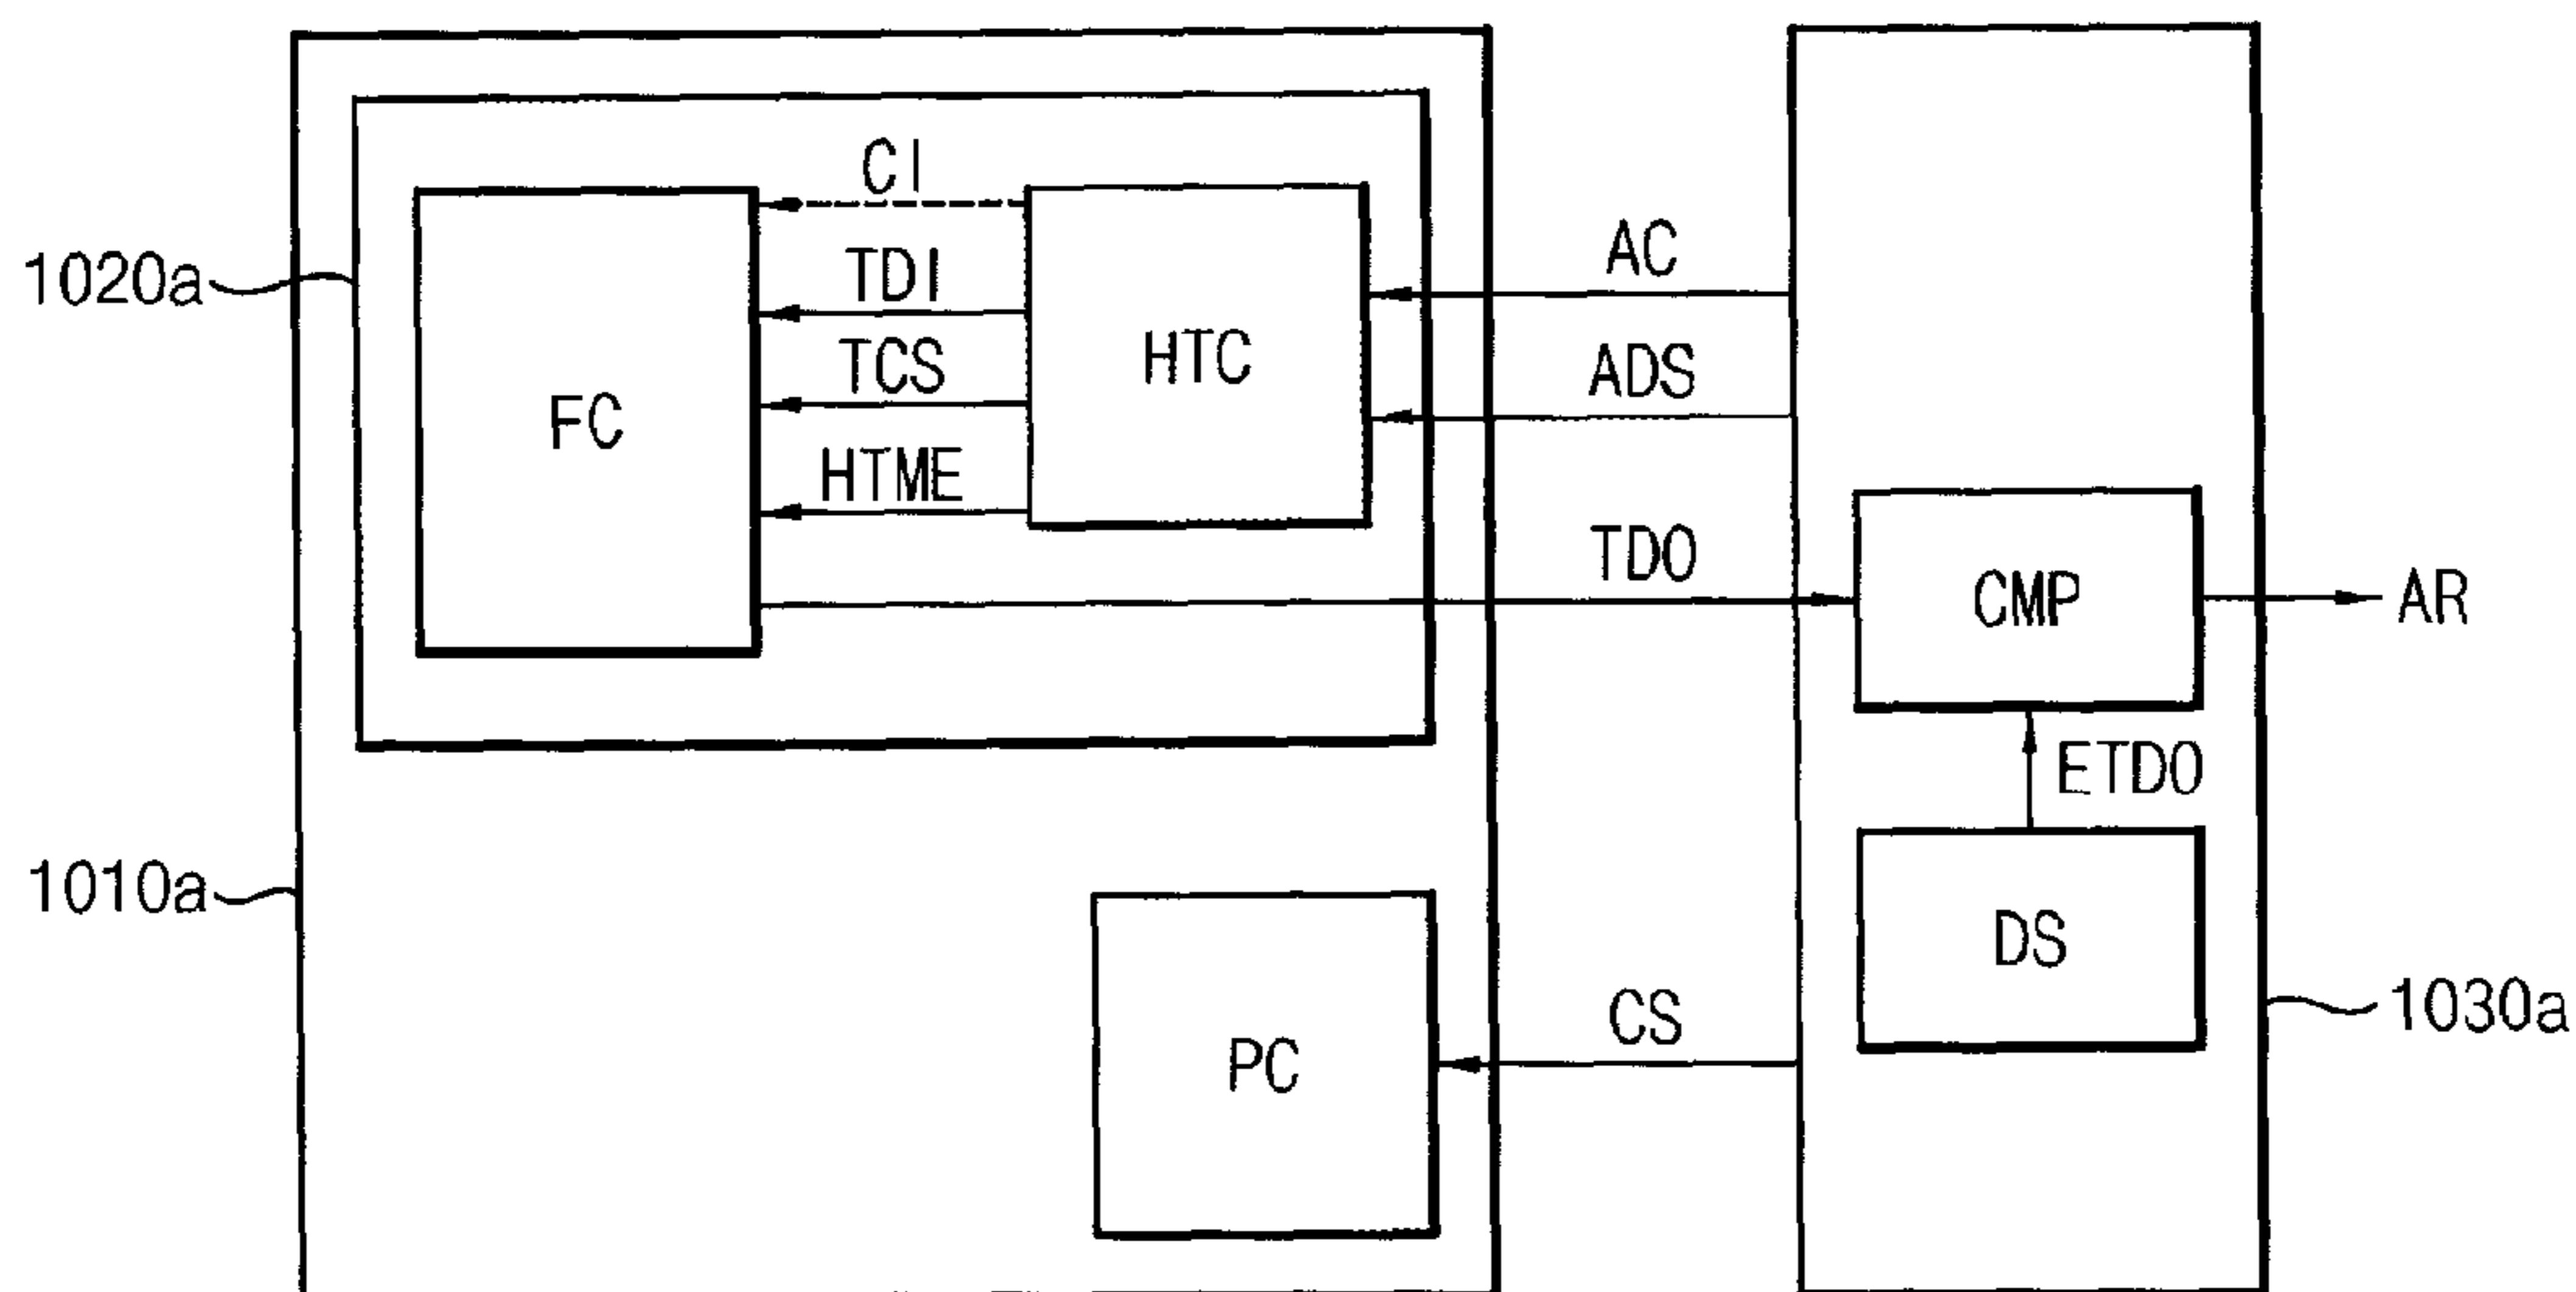 CI
1020a
TDI
AC
TCS
HTC
ADS
FC
HTME
TDO
CMP
AR
ETDO
1010a
DS
CS
1030a
PC